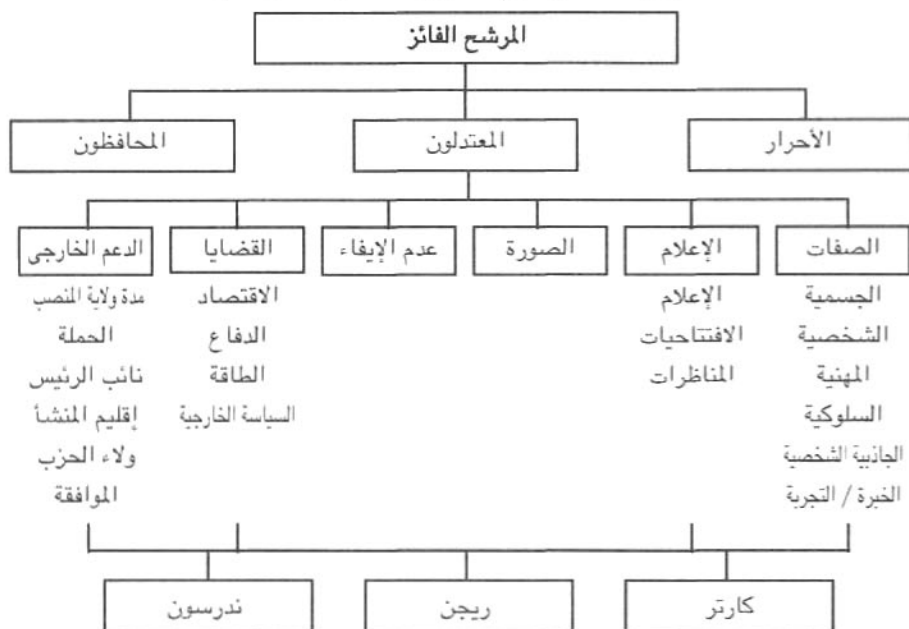 المرشح الفائز
الأحرار
المعتدلون
المحافظون
الصفات
الإعلام
الصورة
عدم الإيفاء
القضايا
الدعم الخارجى
الجسمية
الإعلام
الاقتصاد
مدة ولاية المنصب
الشخصية
الافتتاحيات
الدفاع
الحملة
المهنية
المناظرات
الطاقة
نائب الرئيس
السلوكية
السياسة الخارجية
إقليم المنشأ
الجاذبية الشخصية
ولاء الحزب
الخبرة / التجربة
الموافقة
كارتر
ريجن
ندرسون